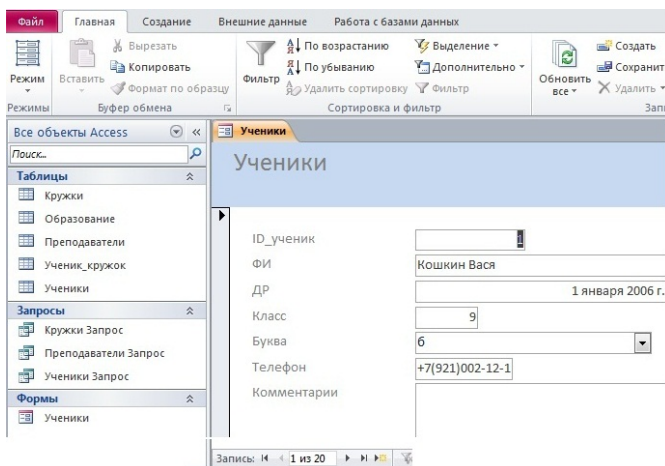 Файл Главная Создание Внешние данные Работа с базами данных
Режим
Режимы
Вставить
Вырезать
Копировать
Формат по образцу
Буфер обмена
Фильтр
По возрастанию
По убыванию
Удалить сортировку
Выделение
Дополнительно
Фильтр
Сортировка и фильтр
Обновить
все
Создать
Сохранит
Удалить
Зап
Все объекты Access
Поиск...
Таблицы
Кружки
Образование
Преподаватели
Ученик_кружок
Ученики
Запросы
Кружки Запрос
Преподаватели Запрос
Ученики Запрос
Формы
Ученики
Ученики
Ученики
ID_ученик 1
ФИ Кошкин Вася
ДР 1 января 2006 г.
Класс 9
Буква б
Телефон +7(921)002-12-1
Комментарии
Запись: 1 из 20